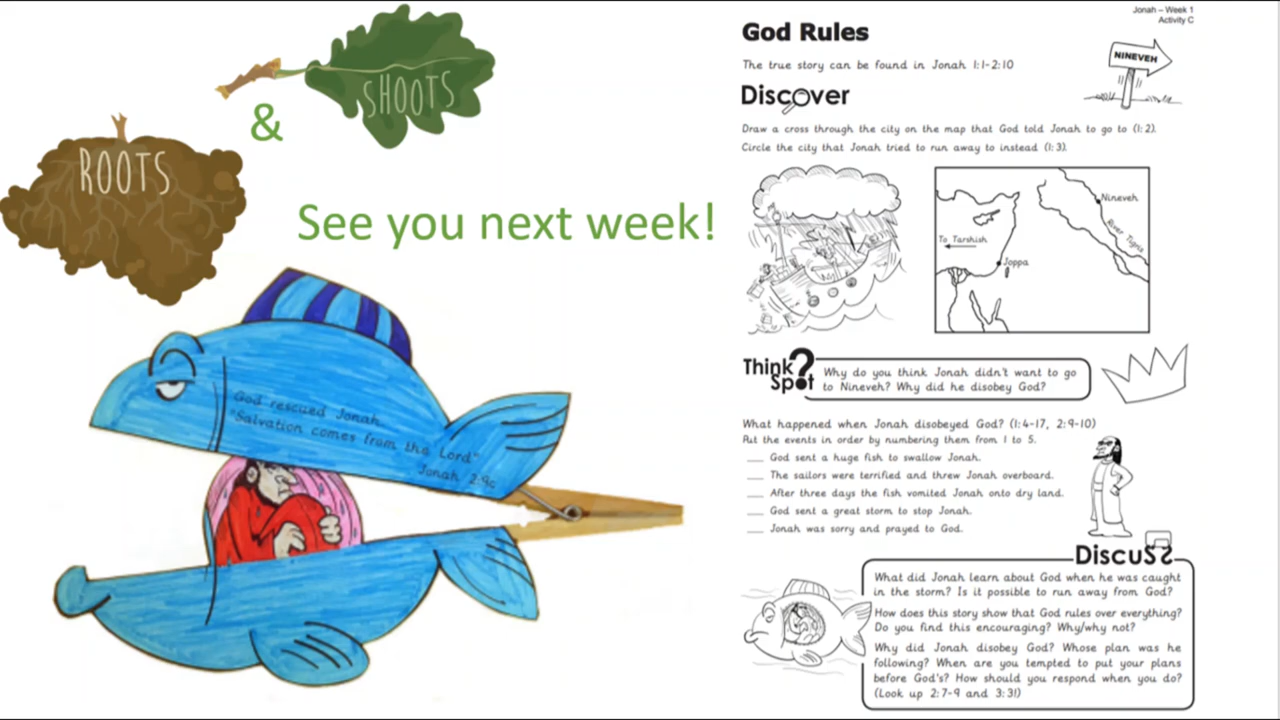 SHOOTS
&
ROOTS
See you next week!
God rescued Jonah
"Salvation comes from the Lord"
Jonah 2:9c
Jonah – Week 1
Activity C
God Rules
The true story can be found in Jonah 1:1-2:10
NINEVEH
Discover
Draw a cross through the city on the map that God told Jonah to go to (1:2).
Circle the city that Jonah tried to run away to instead (1:3).
Nineveh
River Tigris
To Tarshish
Joppa
Think Spot?
Why do you think Jonah didn't want to go
to Nineveh? Why did he disobey God?
What happened when Jonah disobeyed God? (1:4-17, 2:9-10)
Put the events in order by numbering them from 1 to 5.
___ God sent a huge fish to swallow Jonah.
___ The sailors were terrified and threw Jonah overboard.
___ After three days the fish vomited Jonah onto dry land.
___ God sent a great storm to stop Jonah.
___ Jonah was sorry and prayed to God.
Discuss
What did Jonah learn about God when he was caught
in the storm? Is it possible to run away from God?
How does this story show that God rules over everything?
Do you find this encouraging? Why/why not?
Why did Jonah disobey God? Whose plan was he
following? When are you tempted to put your plans
before God's? How should you respond when you do?
(Look up 2:7-9 and 3:3!)